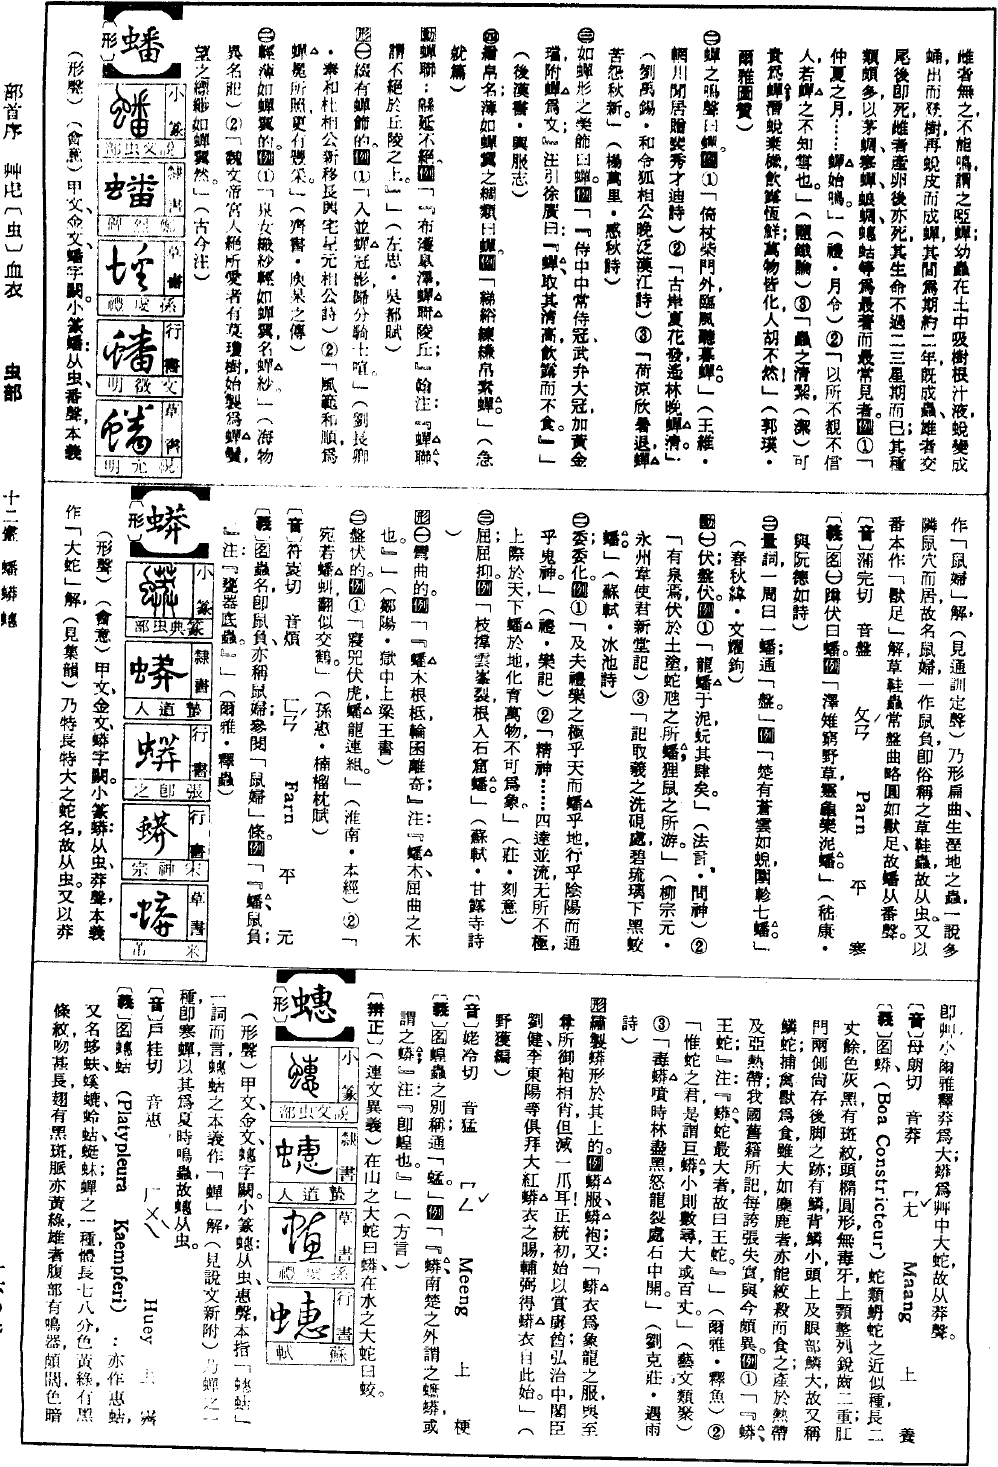 雌者無之不能鳴謂之啞蟬幼蟲在土中吸樹根汁液蛻變成
蛹出而登樹再蛻皮而成蟬其間為期約二年既成蟲雄者交
尾後即死雌者產卵後亦死其生命不過二三星期而已其種
類頗多以茅蜩寒蟬蜋蜩蟪蛄等為最著而最常見者例①「
仲夏之月……蟬始鳴」(禮・月令)②「以所不覩不信
人若蟬之不知雪也」(鹽鐵論)③「蟲之清絜(潔)可
貴惟蟬潛蛻棄穢飲露恆鮮萬物皆化人胡不然」(郭璞・
爾雅圖贊)
㊁蟬之鳴聲曰蟬例①「倚杖柴門外臨風聽暮蟬」(王維・
輞川閒居贈裴秀才迪詩)②「古岸夏花發遙林晚蟬清」
(劉禹錫・和令狐相公晚泛漢江詩)③「荷涼欣暑退蟬
苦怨秋新」(楊萬里・感秋詩)
㊂如蟬形之美飾曰蟬例「『侍中中常侍冠武弁大冠加黃金
璫附蟬為文』注引徐廣曰『蟬取其清高飲露而不食』」
(後漢書・輿服志)
㊃繒帛名薄如蟬翼之綢類曰蟬例「綈絡縑練素帛蟬」(急
就篇)
動蟬聯:縣延不絕例「『布濩皋澤蟬聯陵丘』翰注:『蟬聯,
謂不絕於丘陵之上』」(左思・吳都賦)
形㊀綴有蟬飾的例①「入並蟬冠影歸分騎士喧」(劉長卿
・奉和杜相公新移長興宅呈元相公詩)②「風範和順為
蟬冕所照更有幾朵」(齊書・庾杲之傳)
㊁輕薄如蟬翼的例①「泉女織紗輕如蟬翼名蟬紗」(海物
異名記)②「魏文帝宮人絕所愛者有莫瓊樹始製為蟬鬢
望之縹緲如蟬翼然」(古今注)
蟠
〔形〕
小篆 說文虫部
隸書
草書 孫虔禮
行書 文徵明
草書 祝允明
(形聲)(會意)甲文金文蟠字闕。小篆蟠:从虫番聲,本義
作「鼠婦」解,(見通訓定聲)乃形扁曲生溼地之蟲,一說多
隣鼠穴而居故名鼠婦一作鼠負即俗稱之草鞋蟲故从虫。又以
番本作「獸足」解草鞋蟲常盤曲略圓如獸足故蟠从番聲。
〔音〕蒲完切 音盤 ㄆㄢˊ Parn 平 寒
〔義〕動㊀蹲伏曰蟠例「澤雉窮野草靈龜樂泥蟠」(嵇康・
與阮德如詩)
㊁量詞一周曰一蟠通「盤」例「楚有蒼雲如蜺圍軫七蟠」
(春秋緯・文耀鉤)
動㊀伏盤伏例①「龍蟠于泥蚖其肆矣」(法言・問神)②
「有泉焉伏於土塗蛇虺之所蟠狸鼠之所游」(柳宗元・
永州韋使君新堂記)③「記取羲之洗硯處碧琉璃下黑蛟
蟠」(蘇軾・冰池詩)
㊁委委化例①「及夫禮樂之極乎天而蟠乎地行乎陰陽而通
乎鬼神」(禮・樂記)②「精神……四達並流无所不極
上際於天下蟠於地化育萬物不可為象」(莊・刻意)
㊂屈屈抑例「枝撐雲峯裂根入石窟蟠」(蘇軾・甘露寺詩
)
形㊀彎曲的例「『蟠木根柢輪囷離奇』注『蟠木屈曲之木
也』」(鄒陽・獄中上梁王書)
㊁盤伏的例①「寢兕伏虎蟠龍連組」(淮南・本經)②「
宛若蟠虯翻似交鶴」(孫惠・楠榴枕賦)
〔音〕符袁切 音煩 ㄈㄢˊ Farn 平 元
〔義〕名蟲名即鼠負亦稱鼠婦參閱「鼠婦」條例「『蟠鼠負
』注:『甕器底蟲』」(爾雅・釋蟲)
蟒
〔形〕
小篆 篆典虫部
隸書 蟄道人
行書 張即之
行書 宋神宗
草書 米芾
(形聲)(會意)甲文金文蟒字闕。小篆蟒:从虫莽聲本義
作「大蛇」解(見集韻)乃特長特大之蛇名故从虫。又以莽
即艸小爾雅釋莽為大蟒為艸中大蛇故从莽聲。
〔音〕母朗切 音莽 ㄇㄤˇ Maang 上 養
〔義〕名蟒(Boa Constricteur)蛇類蚺蛇之近似種,長二
丈餘色灰黑有斑紋頭橢圓形無毒牙上顎整列銳齒二重肛
門兩側尚存後脚之跡;有鱗背鱗小頭上及眼部鱗大故又稱
鱗蛇捕禽獸為食雖大如麋鹿者亦能絞殺而食之;產於熱帶
及亞熱帶;我國舊籍所記每誇張失實與今頗異例①「『蟒,
王蛇』注:『蟒蛇最大者故曰王蛇』」(爾雅・釋魚)②
「惟蛇之君是謂巨蟒小則數尋大或百丈」(藝文類聚)
③「毒蟒噴時林盡黑怒龍裂處石中開」(劉克莊・遇雨
詩)
形繡製蟒形於其上的例蟒服蟒袍又:「蟒衣為象龍之服與至
尊所御袍相肖但減一爪耳正統初始以賞虜酋弘治中閣臣
劉健李東陽等俱拜大紅蟒衣之賜輔弼得蟒衣自此始」(
野獲編)
〔音〕姥冷切 音猛 ㄇㄥˇ Meeng 上 梗
〔義〕名蝗蟲之別稱通「蜢」例「『蟒南楚之外謂之蟅蟒,或
謂之蟒』注:『即蝗也』」(方言)
〔辨正〕(連文異義)在山之大蛇曰蟒在水之大蛇曰蛟。
蟪
〔形〕
小篆 說文虫部
隸書 蟄道人
草書 孫虔禮
行書 蘇軾
(形聲)甲文金文蟪字闕。小篆蟪:从虫惠聲,本指「蟪蛄」
一詞而言,蟪蛄之本義作「蟬」解(見說文新附)乃蟬之一
種即寒蟬以其為夏時鳴蟲故蟪从虫。
〔音〕戶桂切 音惠 ㄏㄨㄟˋ Huey 去 霽
〔義〕名蟪蛄 (Platypleura Kaempferi) :亦作惠蛄,
又名蛥蚗螇螰蛉蛄蜓蚞蟬之一種體長七八分色黃綠有黑
條紋吻甚長翅有黑斑脈亦黃綠雄者腹部有鳴器頗闊色暗
部首序 艸虍〔虫〕血衣 虫部 十二畫 蟠蟒蟪